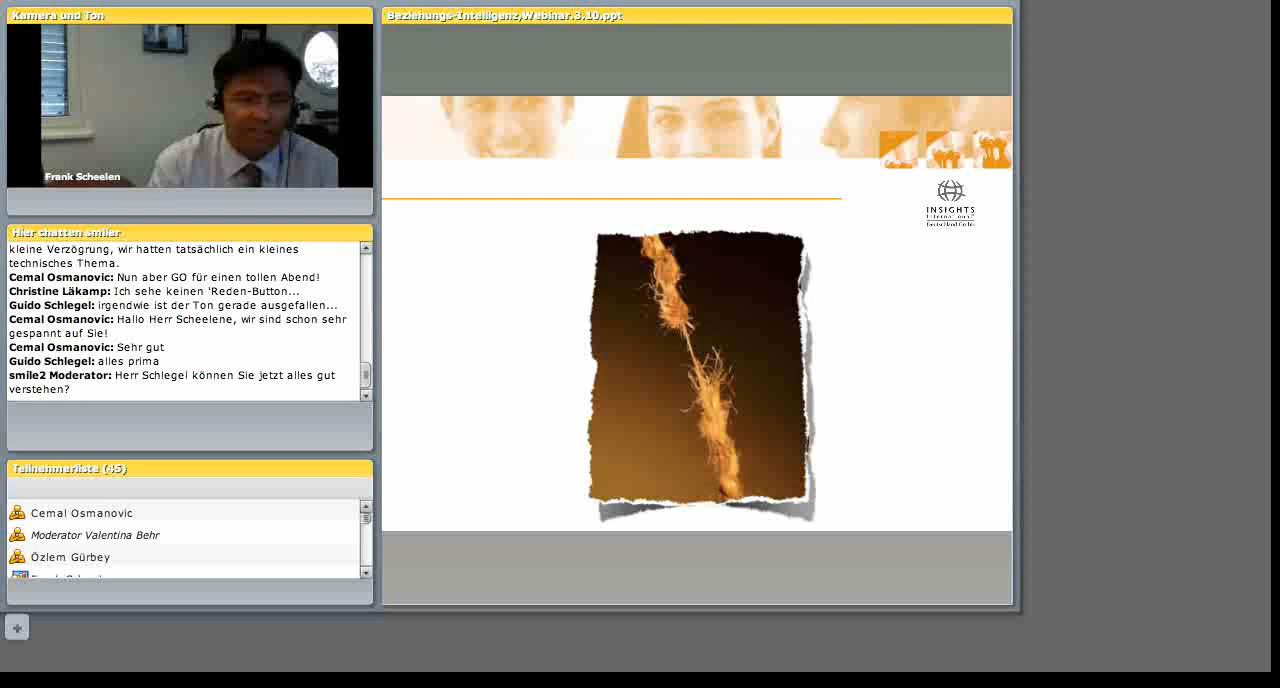 Kamera und Ton
Frank Scheelen
Hier chatten smiler
kleine Verzögrung, wir hatten tatsächlich ein kleines
technisches Thema.
Cemal Osmanovic: Nun aber GO für einen tollen Abend!
Christine Läkamp: Ich sehe keinen 'Reden-Button...
Guido Schlegel: irgendwie ist der Ton gerade ausgefallen...
Cemal Osmanovic: Hallo Herr Scheelene, wir sind schon sehr
gespannt auf Sie!
Cemal Osmanovic: Sehr gut
Guido Schlegel: alles prima
smile2 Moderator: Herr Schlegel können Sie jetzt alles gut
verstehen?
Teilnehmerliste (45)
Cemal Osmanovic
Moderator Valentina Behr
Özlem Gürbey
Beziehungs-Intelligenz,Webinar.3.10.ppt
INSIGHTS
International
Deutschland GmbH